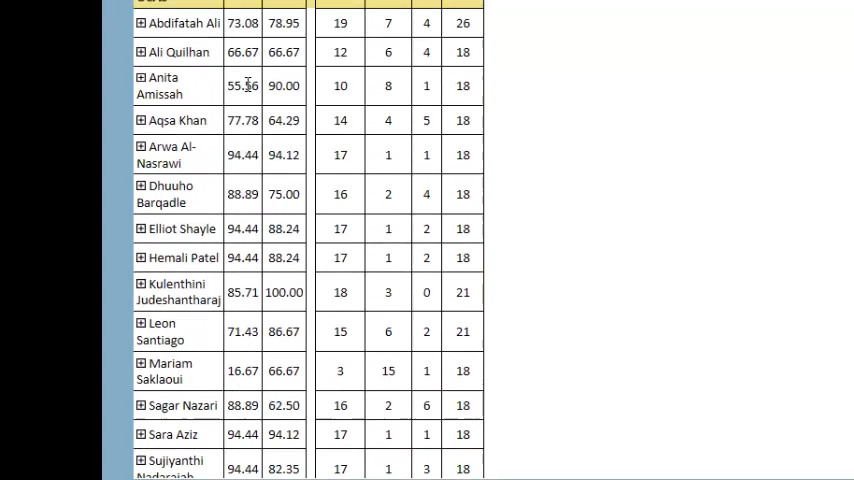 Abdifatah Ali 73.08 78.95 19 7 4 26
Ali Quilhan 66.67 66.67 12 6 4 18
Anita
Amissah 55.56 90.00 10 8 1 18
Aqsa Khan 77.78 64.29 14 4 5 18
Arwa Al-
Nasrawi 94.44 94.12 17 1 1 18
Dhuuho
Barqadle 88.89 75.00 16 2 4 18
Elliot Shayle 94.44 88.24 17 1 2 18
Hemali Patel 94.44 88.24 17 1 2 18
Kulenthini
Judeshantharaj 85.71 100.00 18 3 0 21
Leon
Santiago 71.43 86.67 15 6 2 21
Mariam
Saklaoui 16.67 66.67 3 15 1 18
Sagar Nazari 88.89 62.50 16 2 6 18
Sara Aziz 94.44 94.12 17 1 1 18
Sujiyanthi
Nadarajah 94.44 82.35 17 1 3 18